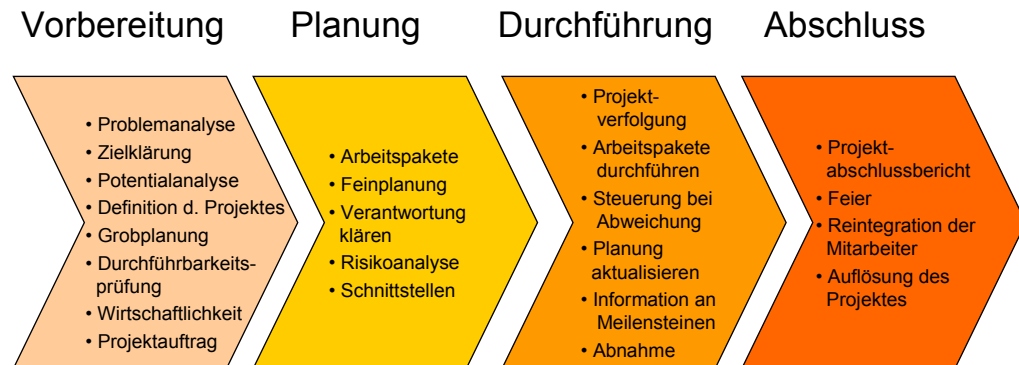 Vorbereitung
Planung
Durchführung
Abschluss
• Problemanalyse
• Zielklärung
• Potentialanalyse
• Definition d. Projektes
• Grobplanung
• Durchführbarkeits-
prüfung
• Wirtschaftlichkeit
• Projektauftrag
• Arbeitspakete
• Feinplanung
• Verantwortung
klären
• Risikoanalyse
• Schnittstellen
• Projekt-
verfolgung
• Arbeitspakete
durchführen
• Steuerung bei
Abweichung
• Planung
aktualisieren
• Information an
Meilensteinen
• Abnahme
• Projekt-
abschlussbericht
• Feier
• Reintegration der
Mitarbeiter
• Auflösung des
Projektes